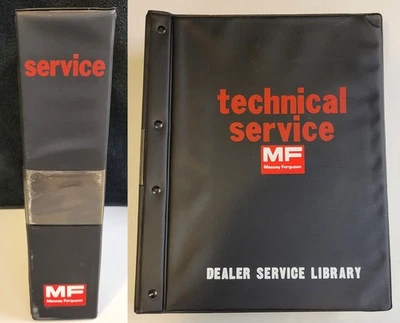 service
MF
Massey Ferguson
technical
service
MF
Massey Ferguson
DEALER SERVICE LIBRARY